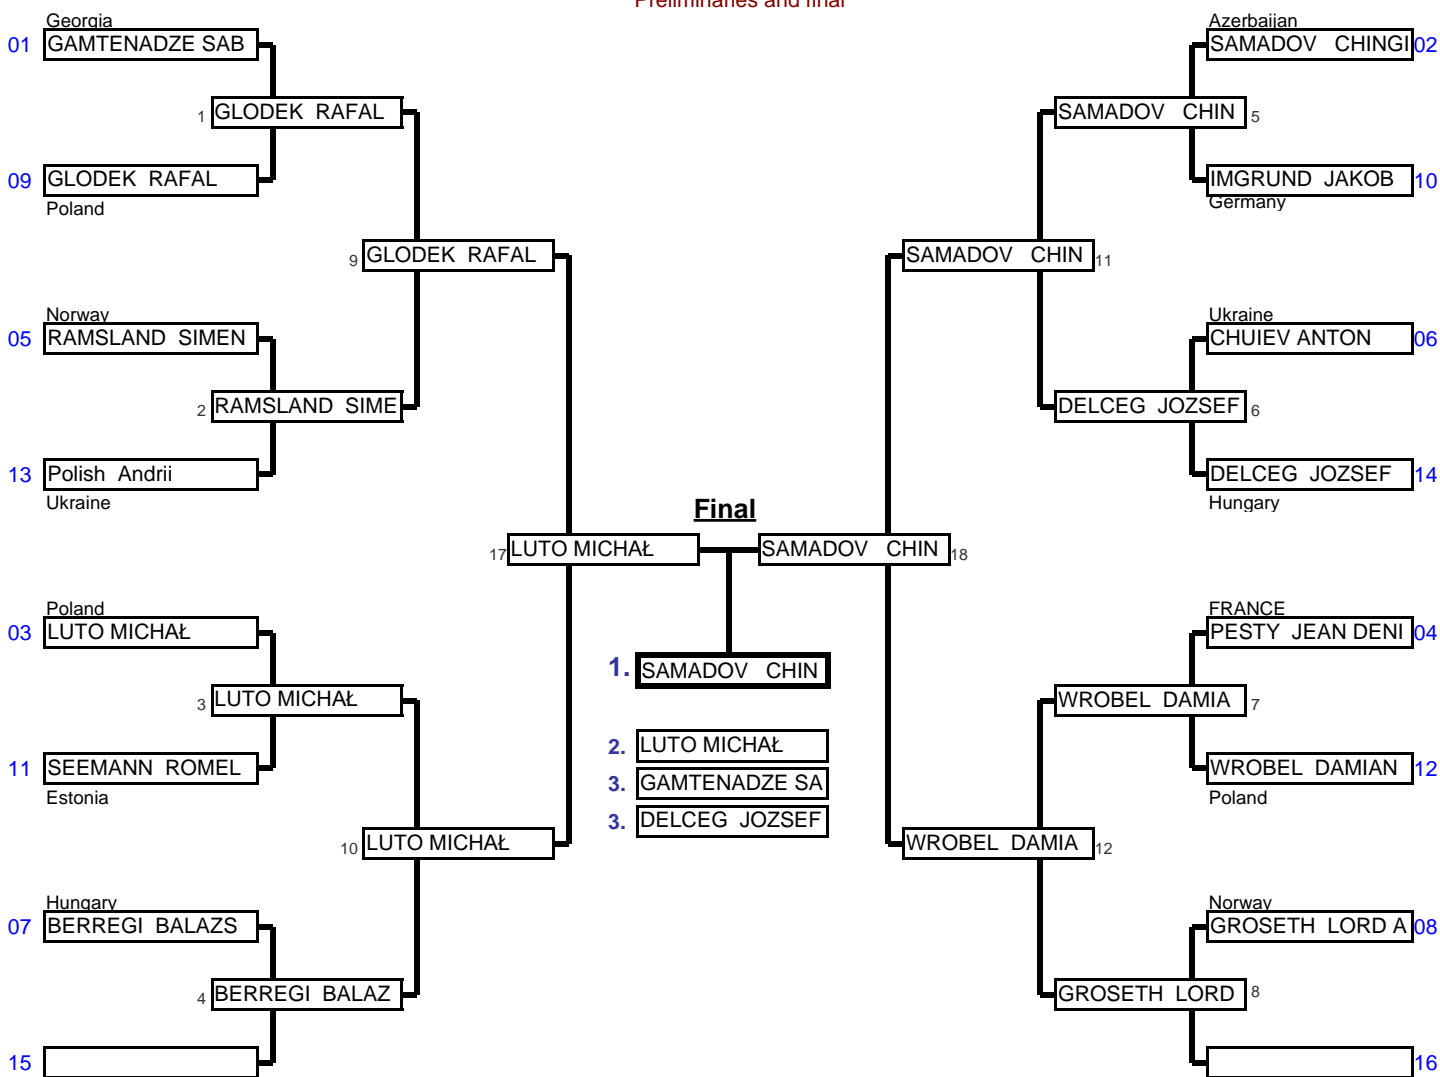 Preliminaries and final
Georgia
01 GAMTENADZE SAB
1 GLODEK RAFAL
09 GLODEK RAFAL
Poland
9 GLODEK RAFAL
Norway
05 RAMSLAND SIMEN
2 RAMSLAND SIME
13 Polish Andrii
Ukraine
17 LUTO MICHAŁ
Poland
03 LUTO MICHAŁ
3 LUTO MICHAŁ
11 SEEMANN ROMEL
Estonia
10 LUTO MICHAŁ
Hungary
07 BERREGI BALAZS
4 BERREGI BALAZ
15
Final
1. SAMADOV CHIN
2. LUTO MICHAŁ
3. GAMTENADZE SA
3. DELCEG JOZSEF
Azerbaijan
SAMADOV CHINGI 02
SAMADOV CHIN 5
IMGRUND JAKOB 10
Germany
SAMADOV CHIN 11
Ukraine
CHUIEV ANTON 06
DELCEG JOZSEF 6
DELCEG JOZSEF 14
Hungary
SAMADOV CHIN 18
FRANCE
PESTY JEAN DENI 04
WROBEL DAMIA 7
WROBEL DAMIAN 12
Poland
WROBEL DAMIA 12
Norway
GROSETH LORD A 08
GROSETH LORD 8
16